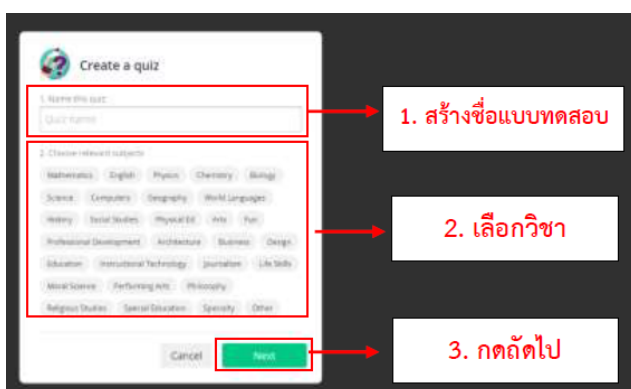 Create a quiz
1. Name this quiz
Quiz name
1. สร้างชื่อแบบทดสอบ
2. Choose relevant subjects
Mathematics English Physics Chemistry Biology
Science Computers Geography World Languages
History Social Studies Physical Ed Arts Fun
2. เลือกวิชา
Professional Development Architecture Business Design
Education Instructional Technology Journalism Life Skills
Moral Science Performing Arts Philosophy
Religious Studies Special Education Specialty Other
Cancel Next
3. กดถัดไป